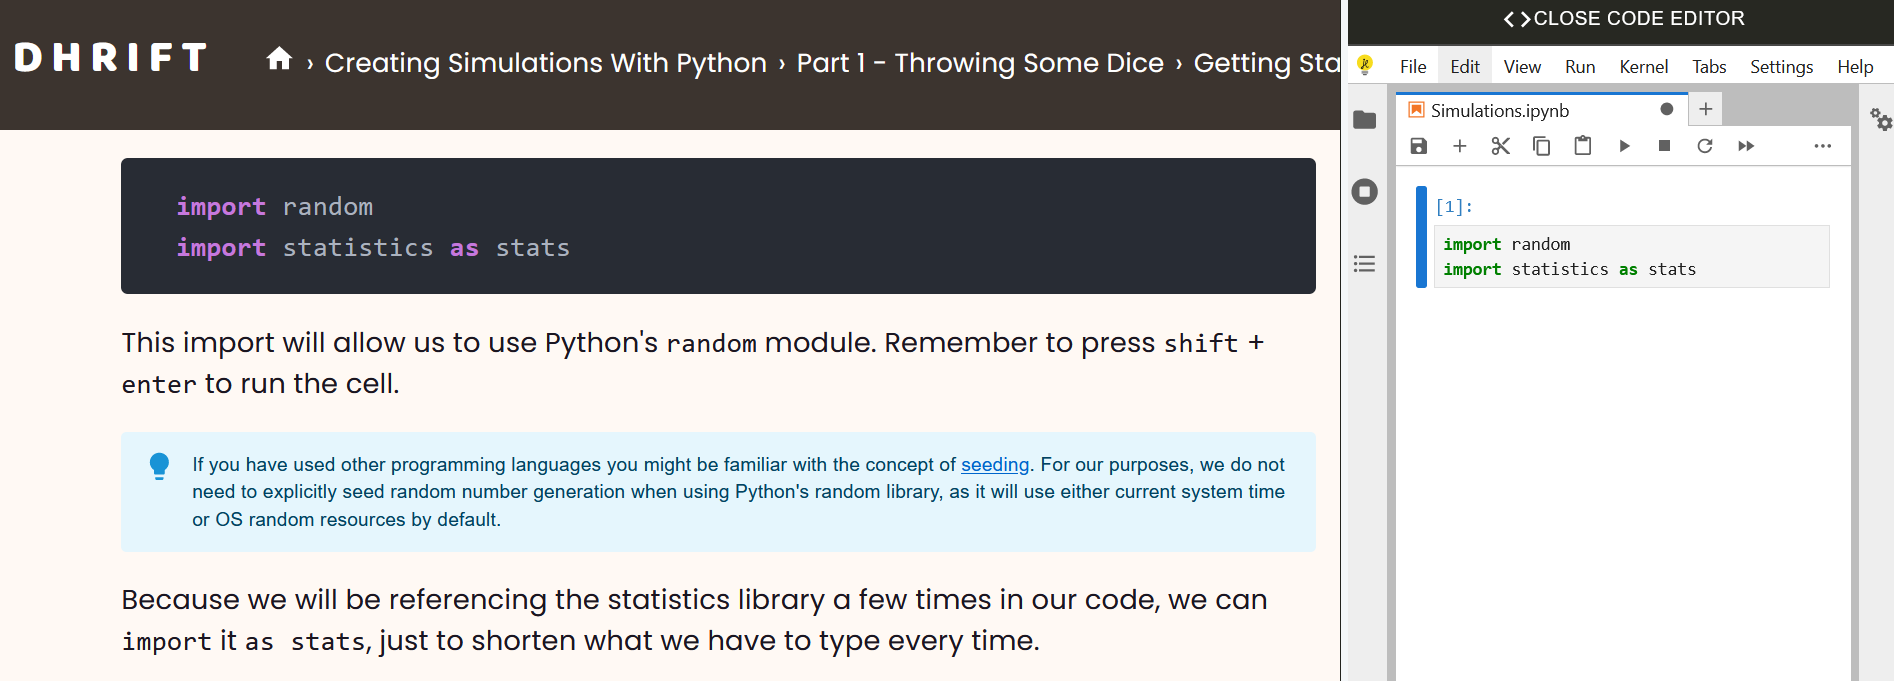 DHRIFT
› Creating Simulations With Python › Part 1 - Throwing Some Dice › Getting Sta
import random
import statistics as stats
This import will allow us to use Python's random module. Remember to press shift +
enter to run the cell.
If you have used other programming languages you might be familiar with the concept of seeding. For our purposes, we do not
need to explicitly seed random number generation when using Python's random library, as it will use either current system time
or OS random resources by default.
Because we will be referencing the statistics library a few times in our code, we can
import it as stats, just to shorten what we have to type every time.
<>CLOSE CODE EDITOR
File Edit View Run Kernel Tabs Settings Help
Simulations.ipynb
[1]:
import random
import statistics as stats